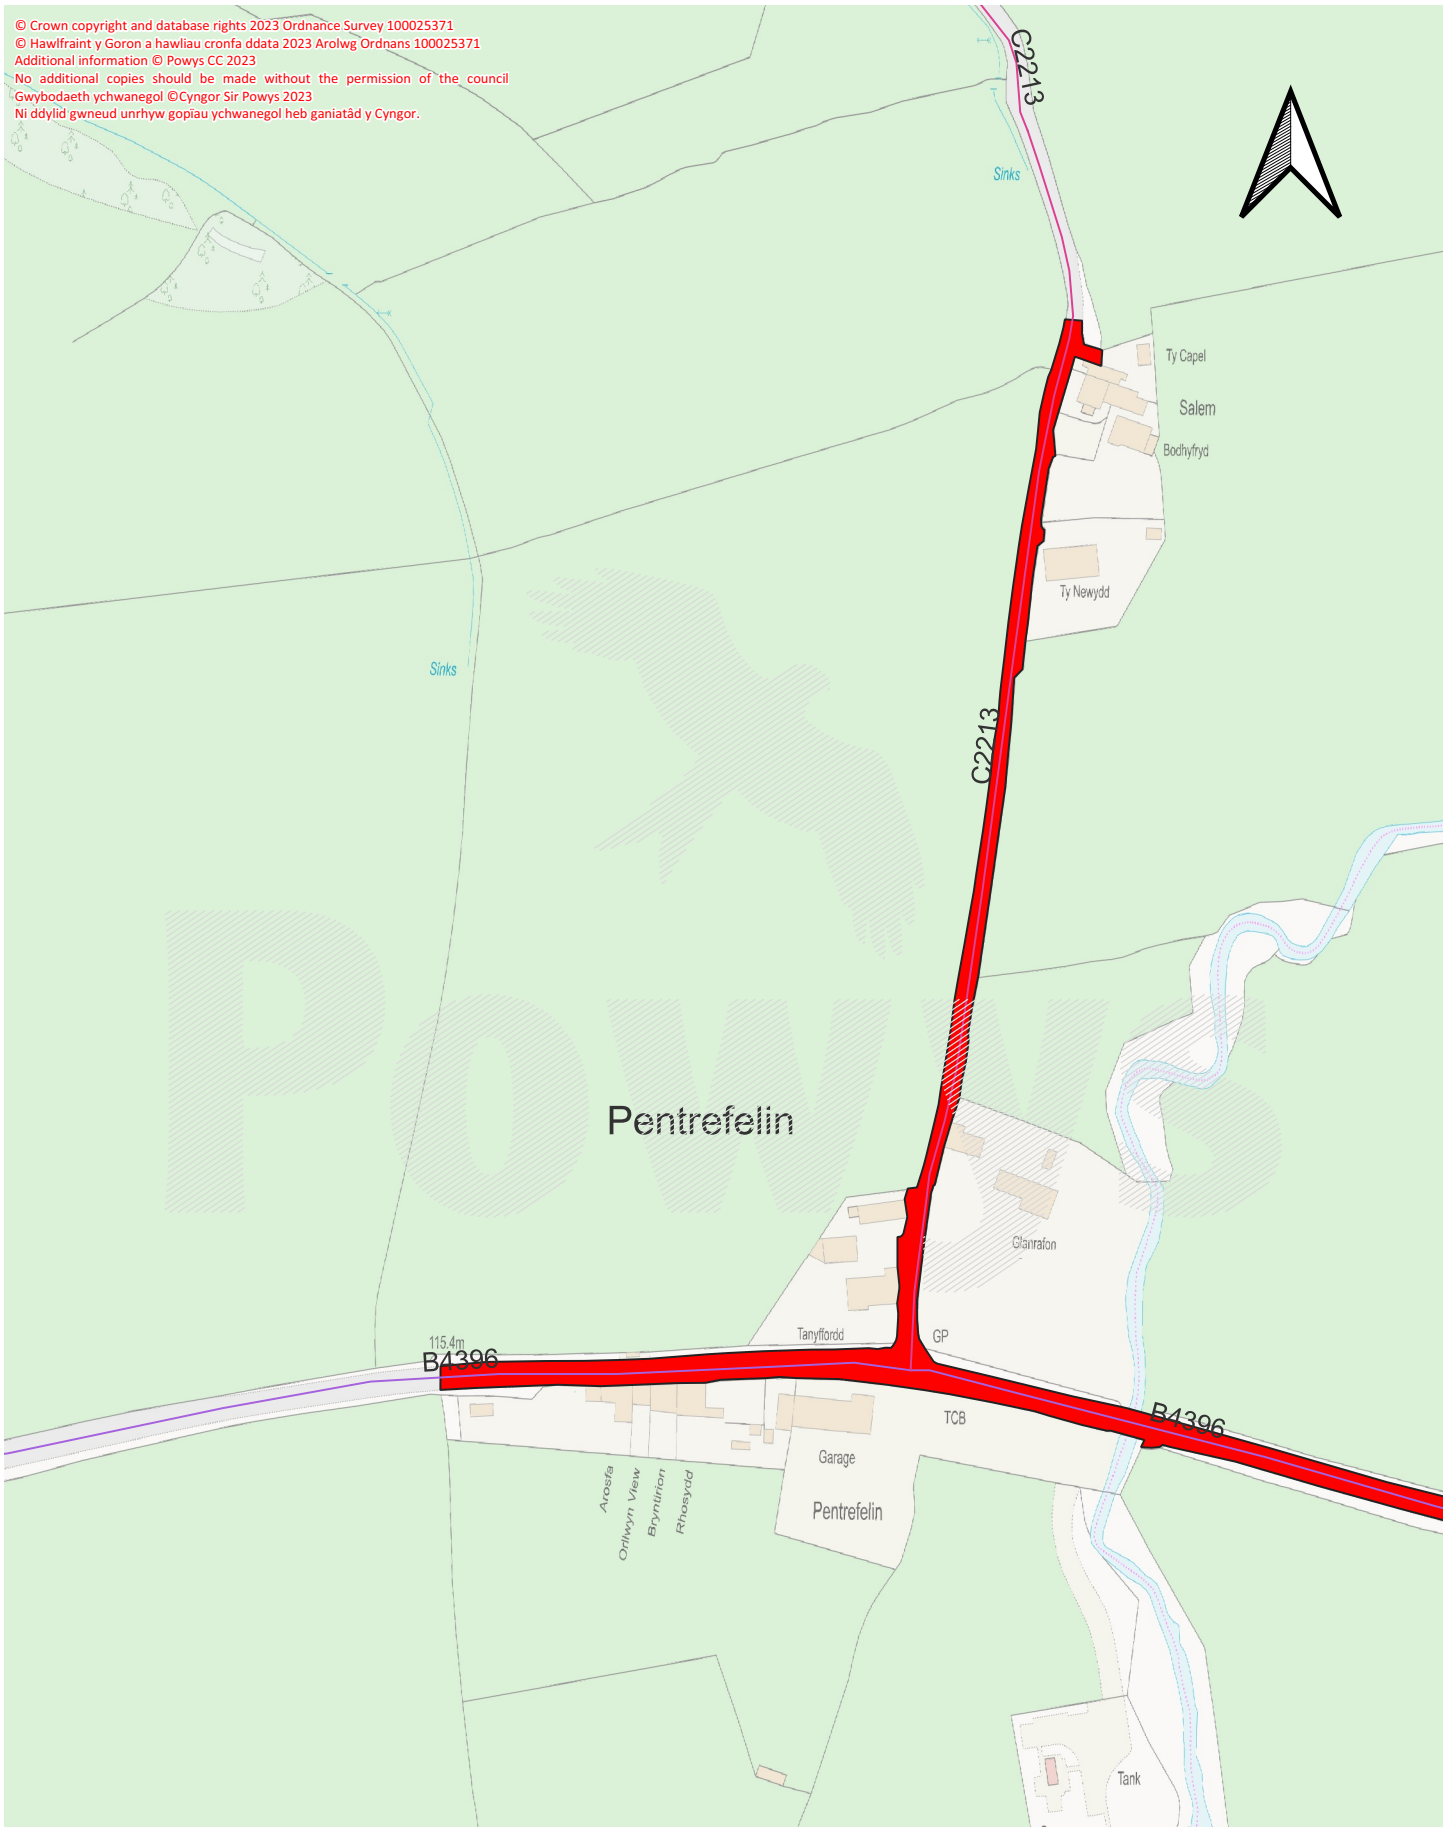 © Crown copyright and database rights 2023 Ordnance Survey 100025371
© Hawlfraint y Goron a hawliau cronfa ddata 2023 Arolwg Ordnans 100025371
Additional information © Powys CC 2023
No additional copies should be made without the permission of the council
Gwybodaeth ychwanegol ©Cyngor Sir Powys 2023
Ni ddylid gwneud unrhyw gopïau ychwanegol heb ganiatâd y Cyngor.
C2213
Sinks
Ty Capel
Salem
Bodhyfryd
Ty Newydd
Sinks
C2213
Powys
Pentrefelin
Glanrafon
Tanyffordd
GP
115.4m
B4396
B4396
TCB
Garage
Pentrefelin
Arosfa
Orllwyn View
Bryntirion
Rhosydd
Tank